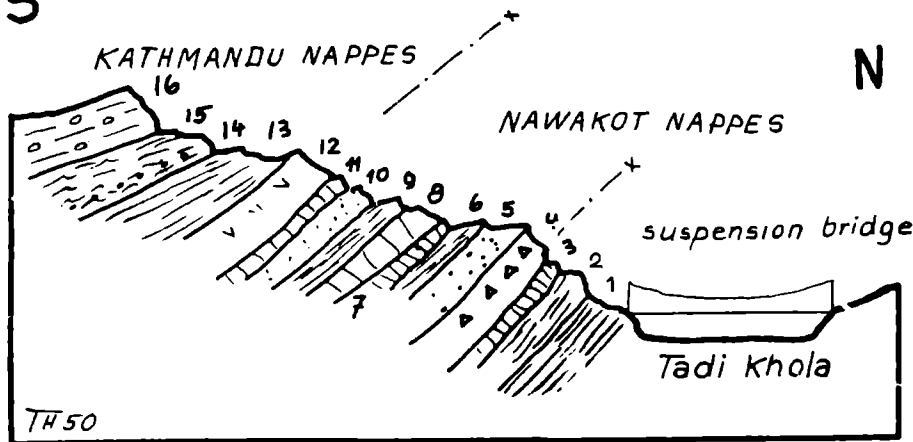 S
N
KATHMANDU NAPPES
NAWAKOT NAPPES
16
15
14
13
12
11
10
9
8
7
6
5
4
3
2
1
suspension bridge
Tadi Khola
TH 50